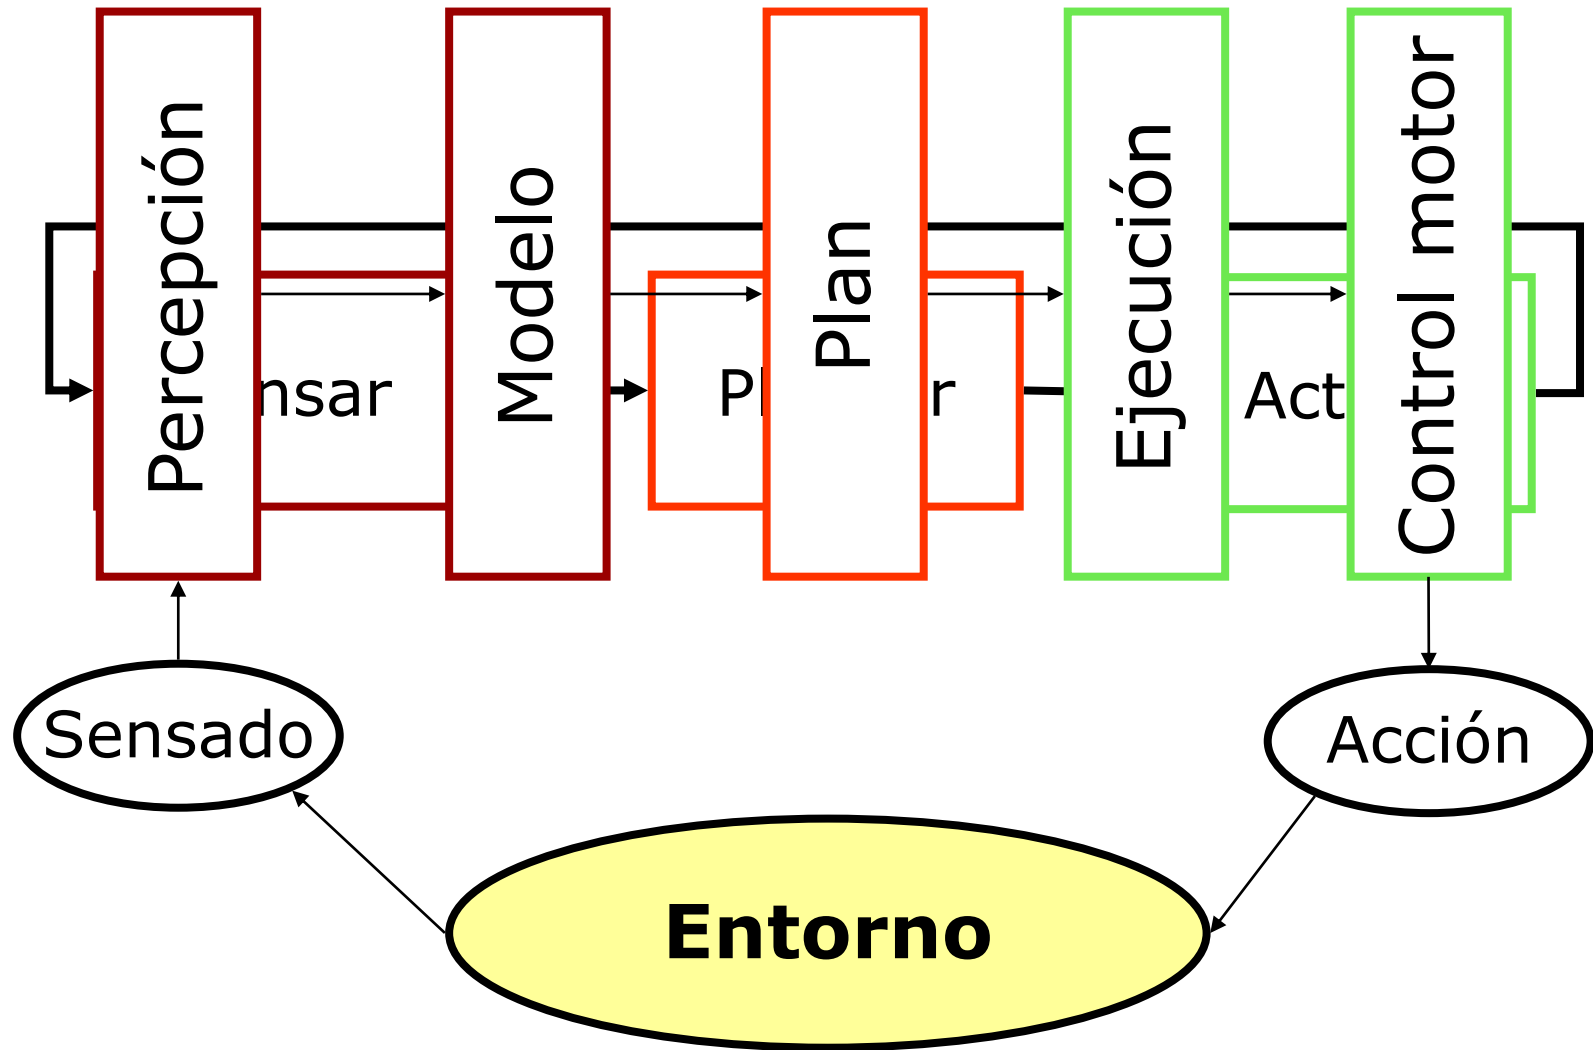 Percepción
Modelo
Plan
Ejecución
Control motor
nsar
Pl
r
Act
Sensado
Acción
Entorno